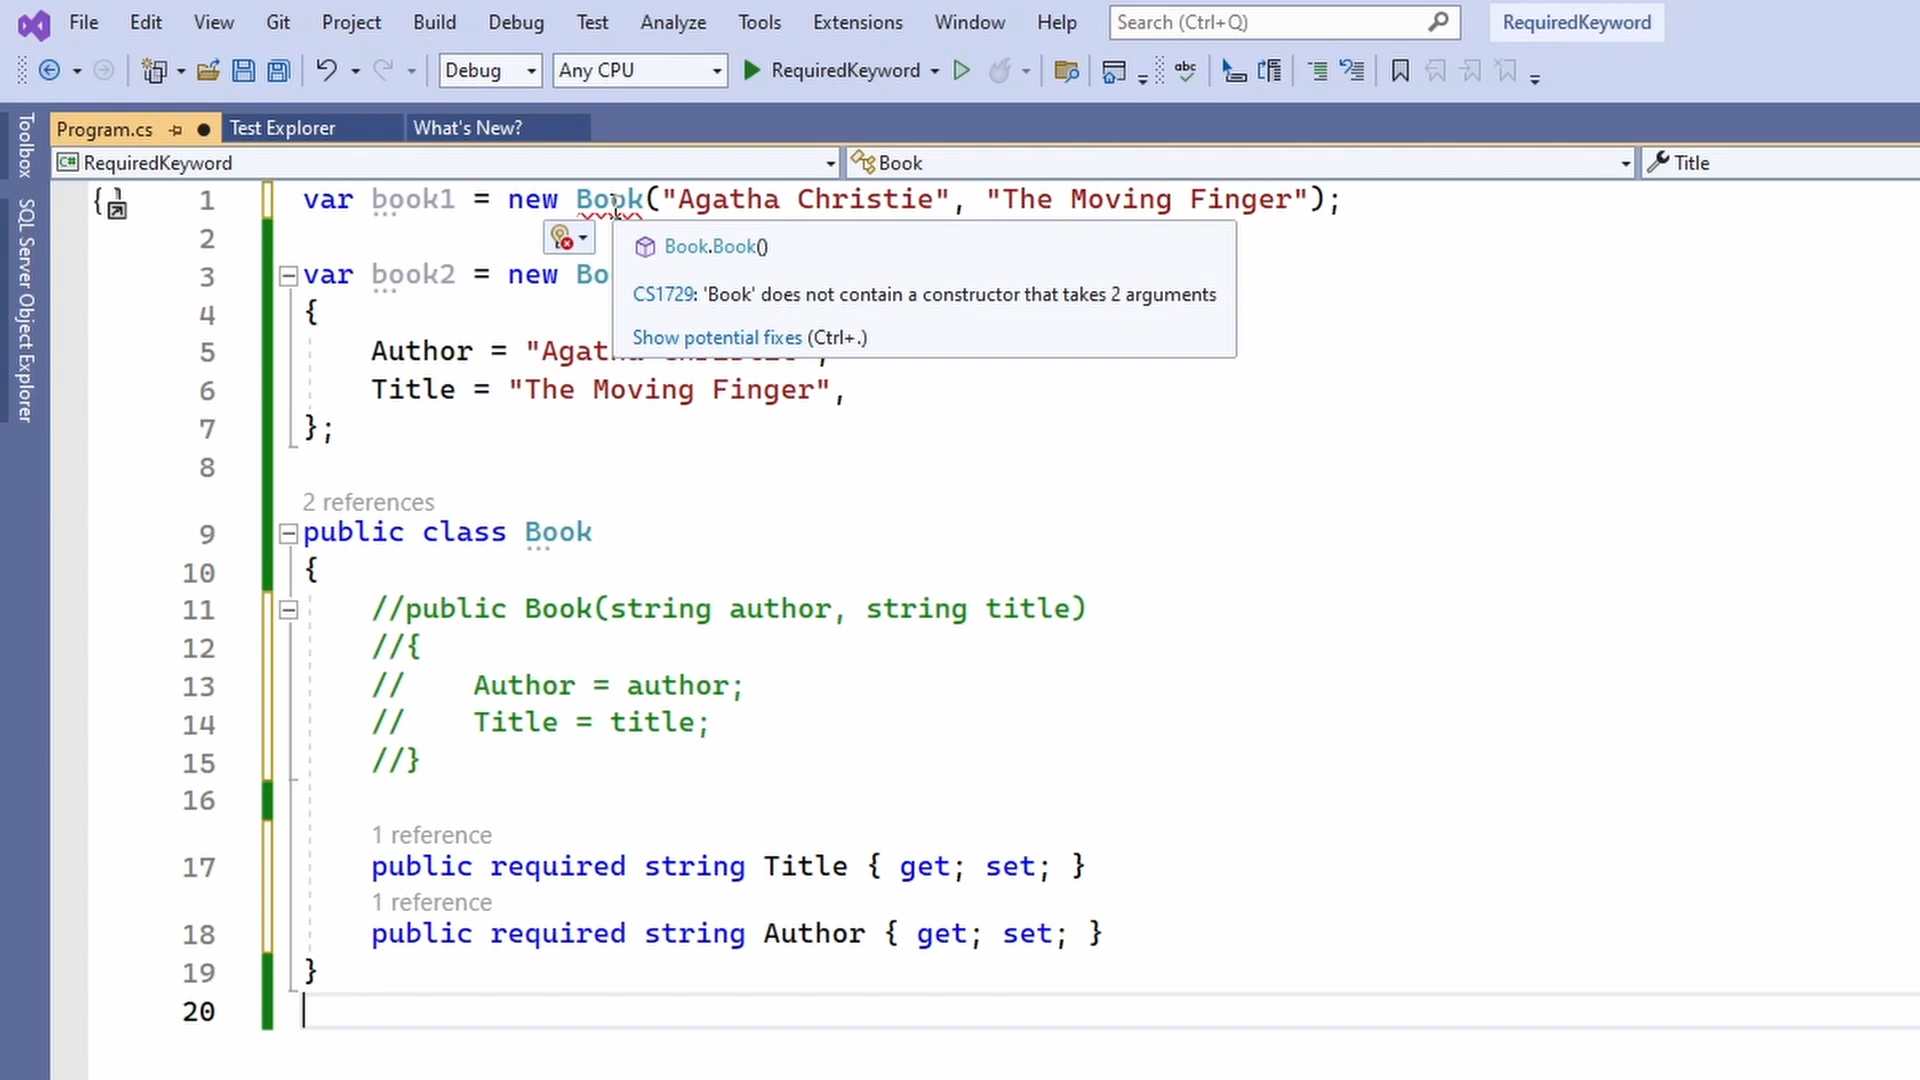 File Edit View Git Project Build Debug Test Analyze Tools Extensions Window Help Search (Ctrl+Q) RequiredKeyword
Debug Any CPU RequiredKeyword abc
Program.cs Test Explorer What's New?
C# RequiredKeyword Book Title
Toolbox
SQL Server Object Explorer
1 var book1 = new Book("Agatha Christie", "The Moving Finger");
2
Book.Book()
3 var book2 = new Bo
CS1729: 'Book' does not contain a constructor that takes 2 arguments
4 {
Show potential fixes (Ctrl+.)
5 Author = "Agatha Christie",
6 Title = "The Moving Finger",
7 };
8
2 references
9 public class Book
10 {
11 //public Book(string author, string title)
12 //{
13 // Author = author;
14 // Title = title;
15 //}
16
1 reference
17 public required string Title { get; set; }
1 reference
18 public required string Author { get; set; }
19 }
20